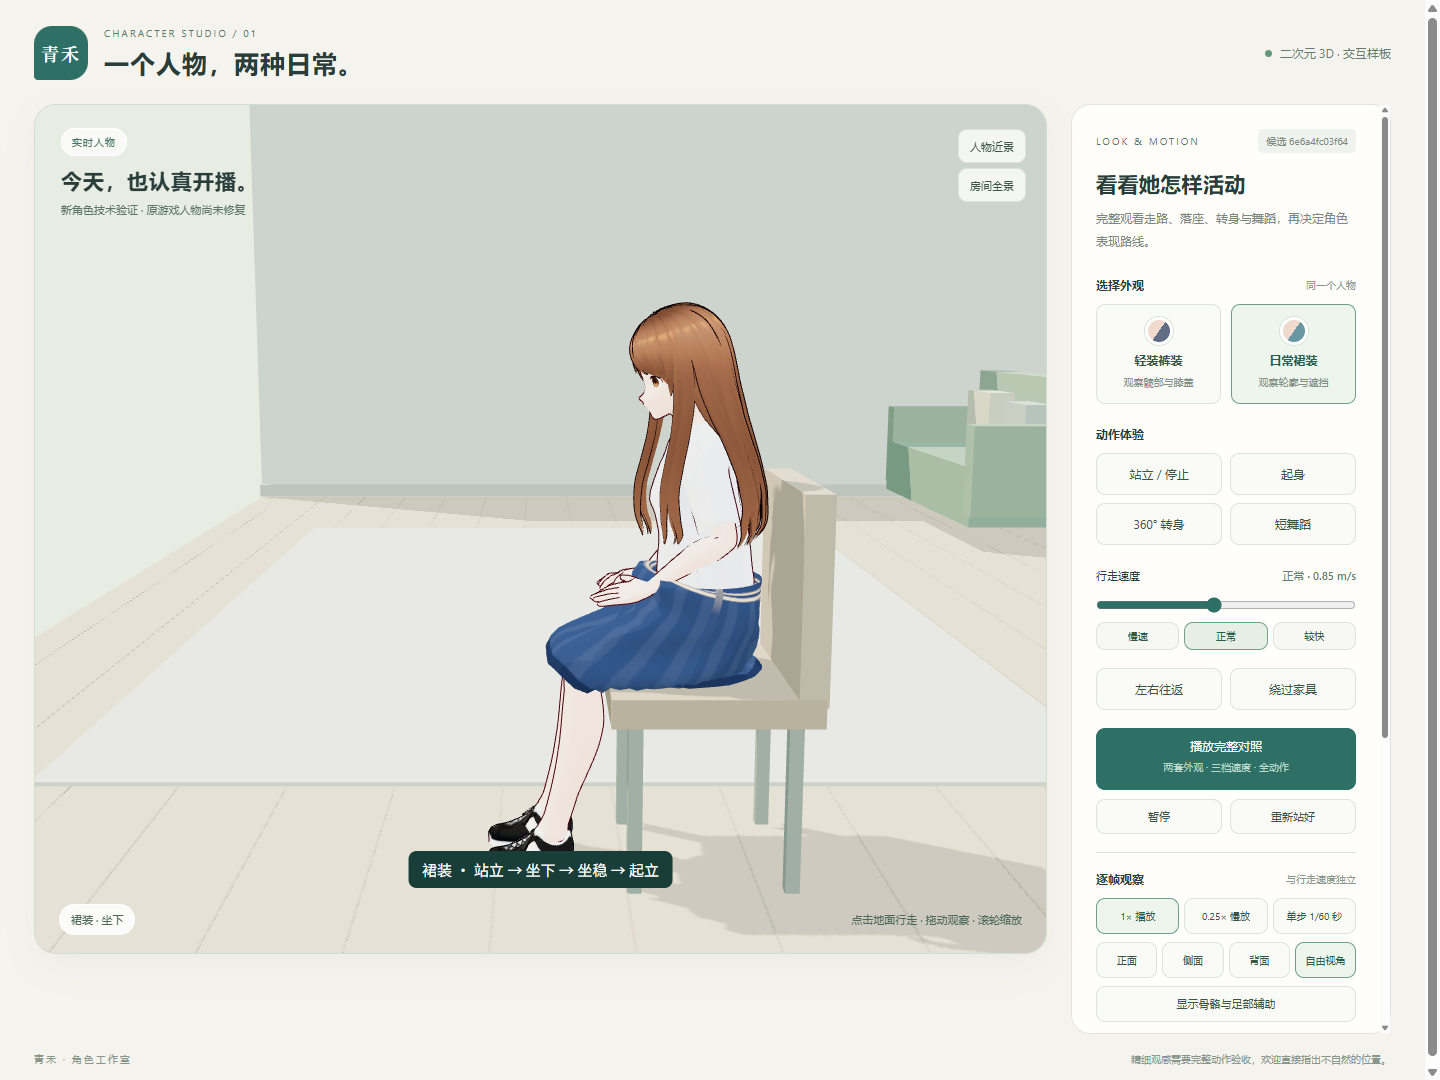 青禾
CHARACTER STUDIO / 01
一个人物，两种日常。
二次元 3D · 交互样板
实时人物
今天，也认真开播。
新角色技术验证 · 原游戏人物尚未修复
人物近景
房间全景
裙装 · 站立 → 坐下 → 坐稳 → 起立
裙装 · 坐下
点击地面行走 · 拖动观察 · 滚轮缩放
LOOK & MOTION
候选 6e6a4fc03f64
看看她怎样活动
完整观看走路、落座、转身与舞蹈，再决定角色
表现路线。
选择外观
同一个人物
轻装裤装
观察髋部与膝盖
日常裙装
观察轮廓与遮挡
动作体验
站立 / 停止
起身
360° 转身
短舞蹈
行走速度
正常 · 0.85 m/s
慢速
正常
较快
左右往返
绕过家具
播放完整对照
两套外观 · 三档速度 · 全动作
暂停
重新站好
逐帧观察
与行走速度独立
1× 播放
0.25× 慢放
单步 1/60 秒
正面
侧面
背面
自由视角
显示骨骼与足部辅助
青禾 · 角色工作室
精细观感需要完整动作验收，欢迎直接指出不自然的位置。